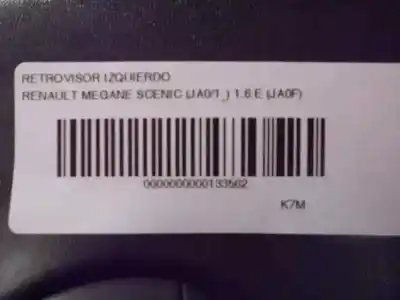 RETROVISOR IZQUIERDO
RENAULT MEGANE SCENIC (JA0/1_) 1.6 E (JA0F)
0000000000133502
K7M